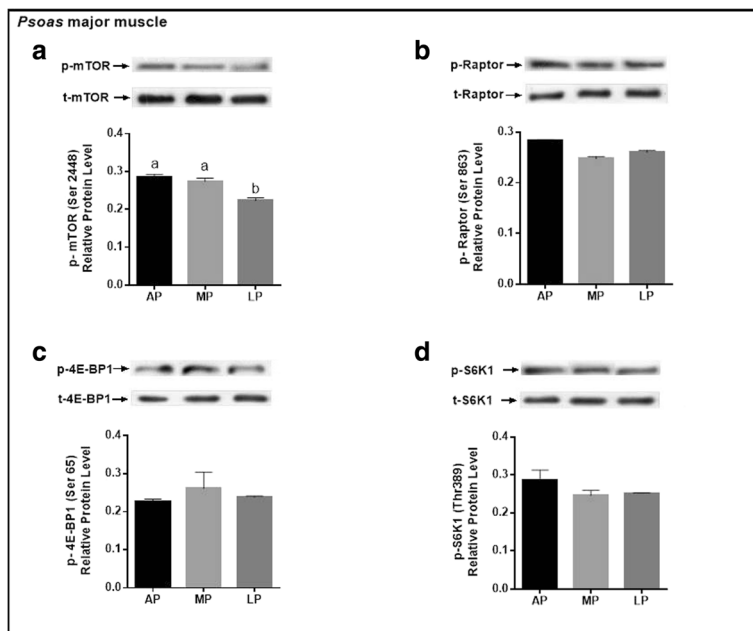 Psoas major muscle
a
p-mTOR
t-mTOR
p- mTOR (Ser 2448)
Relative Protein Level
0.4
0.3
0.2
0.1
0.0
a
a
b
AP
MP
LP
b
p-Raptor
t-Raptor
p- Raptor (Ser 863)
Relative Protein Level
0.3
0.2
0.1
0.0
AP
MP
LP
c
p-4E-BP1
t-4E-BP1
p- 4E-BP1 (Ser 65)
Relative Protein Level
0.4
0.3
0.2
0.1
0.0
AP
MP
LP
d
p-S6K1
t-S6K1
p-S6K1 (Thr389)
Relative Protein Level
0.4
0.3
0.2
0.1
0.0
AP
MP
LP